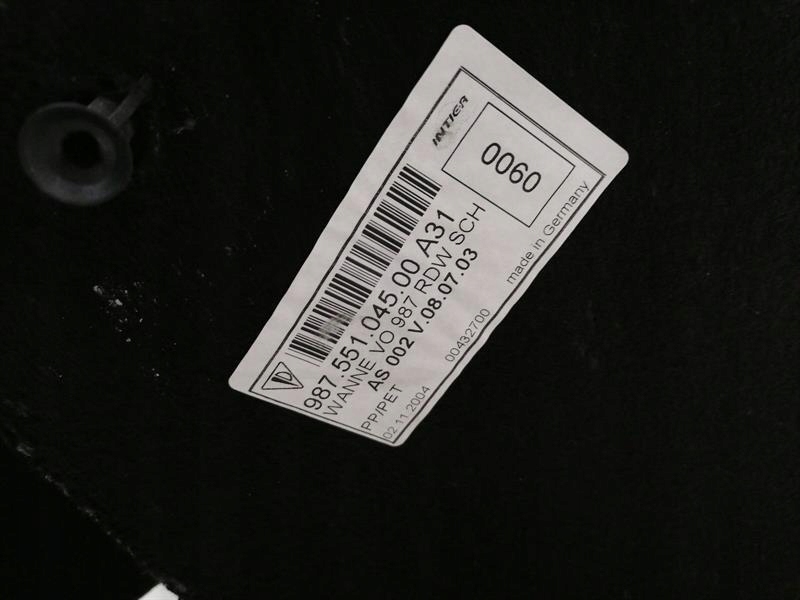 INTIER
0060
987.551.045.00 A31
WANNE VO 987 RDW SCH
AS 002 V.08.07.03
PP/PET
02.11.2004
00432700
made in Germany